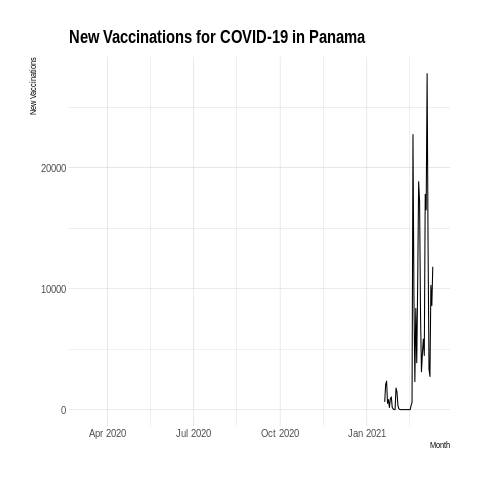 New Vaccinations for COVID-19 in Panama
New Vaccinations
20000
10000
0
Apr 2020 Jul 2020 Oct 2020 Jan 2021
Month